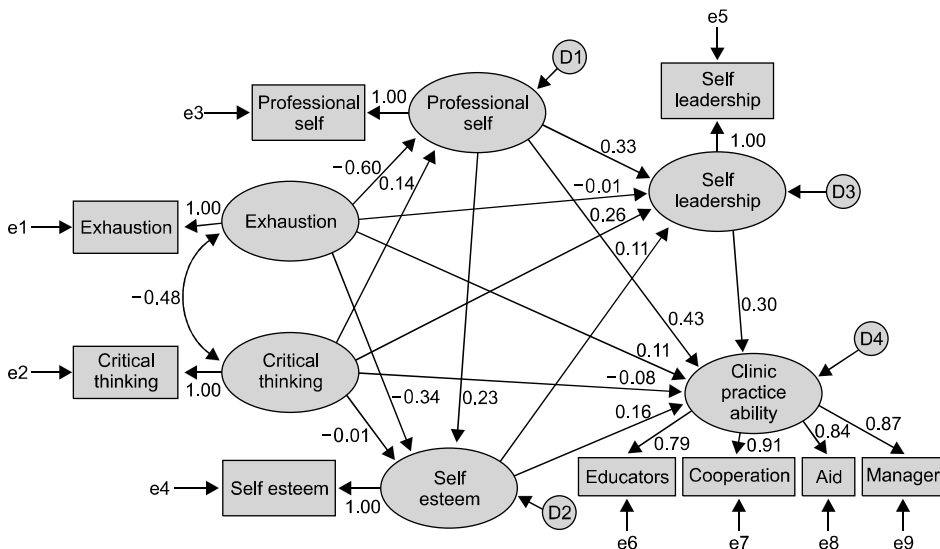 e5
D1
Self
leadership
Professional
self
1.00
Professional
self
e3
0.33
1.00
−0.60
0.14
−0.01
Self
leadership
D3
1.00
Exhaustion
0.26
e1
Exhaustion
0.11
−0.48
0.30
0.43
D4
Critical
thinking
0.11
Clinic
practice
ability
e2
Critical
thinking
1.00
−0.08
−0.34
0.23
0.16
−0.01
0.79
0.91
0.84
0.87
Self
esteem
e4
Self esteem
1.00
Educators
Cooperation
Aid
Manager
D2
e6
e7
e8
e9